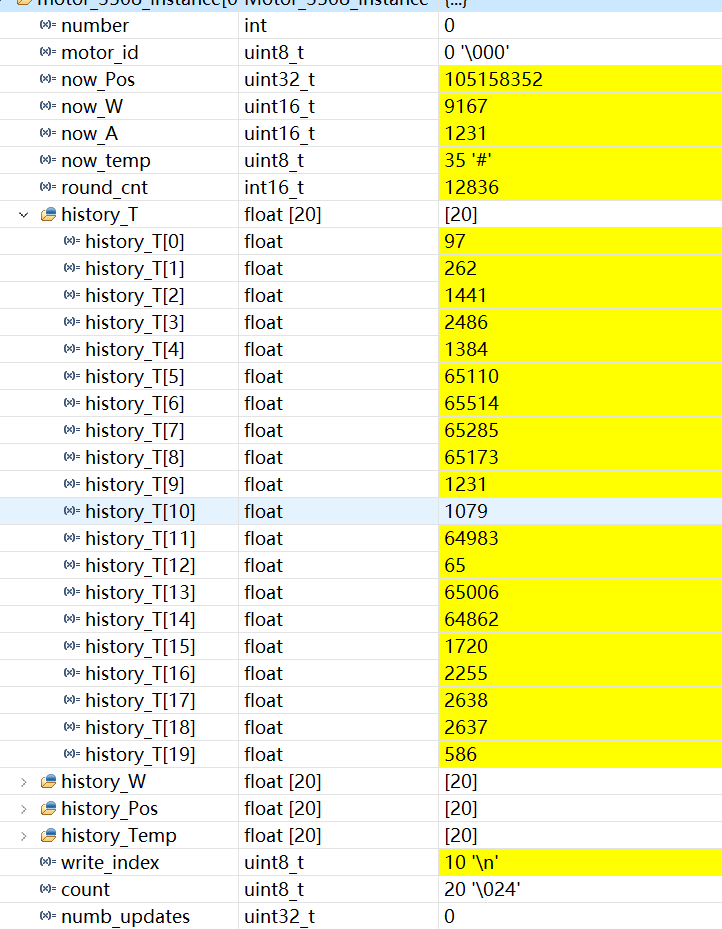 motor_3508_instance[0 Motor_3508_instance {...}
(x)= number int 0
(x)= motor_id uint8_t 0 '\000'
(x)= now_Pos uint32_t 105158352
(x)= now_W uint16_t 9167
(x)= now_A uint16_t 1231
(x)= now_temp uint8_t 35 '#'
(x)= round_cnt int16_t 12836
history_T float [20] [20]
(x)= history_T[0] float 97
(x)= history_T[1] float 262
(x)= history_T[2] float 1441
(x)= history_T[3] float 2486
(x)= history_T[4] float 1384
(x)= history_T[5] float 65110
(x)= history_T[6] float 65514
(x)= history_T[7] float 65285
(x)= history_T[8] float 65173
(x)= history_T[9] float 1231
(x)= history_T[10] float 1079
(x)= history_T[11] float 64983
(x)= history_T[12] float 65
(x)= history_T[13] float 65006
(x)= history_T[14] float 64862
(x)= history_T[15] float 1720
(x)= history_T[16] float 2255
(x)= history_T[17] float 2638
(x)= history_T[18] float 2637
(x)= history_T[19] float 586
history_W float [20] [20]
history_Pos float [20] [20]
history_Temp float [20] [20]
(x)= write_index uint8_t 10 '\n'
(x)= count uint8_t 20 '\024'
(x)= numb_updates uint32_t 0